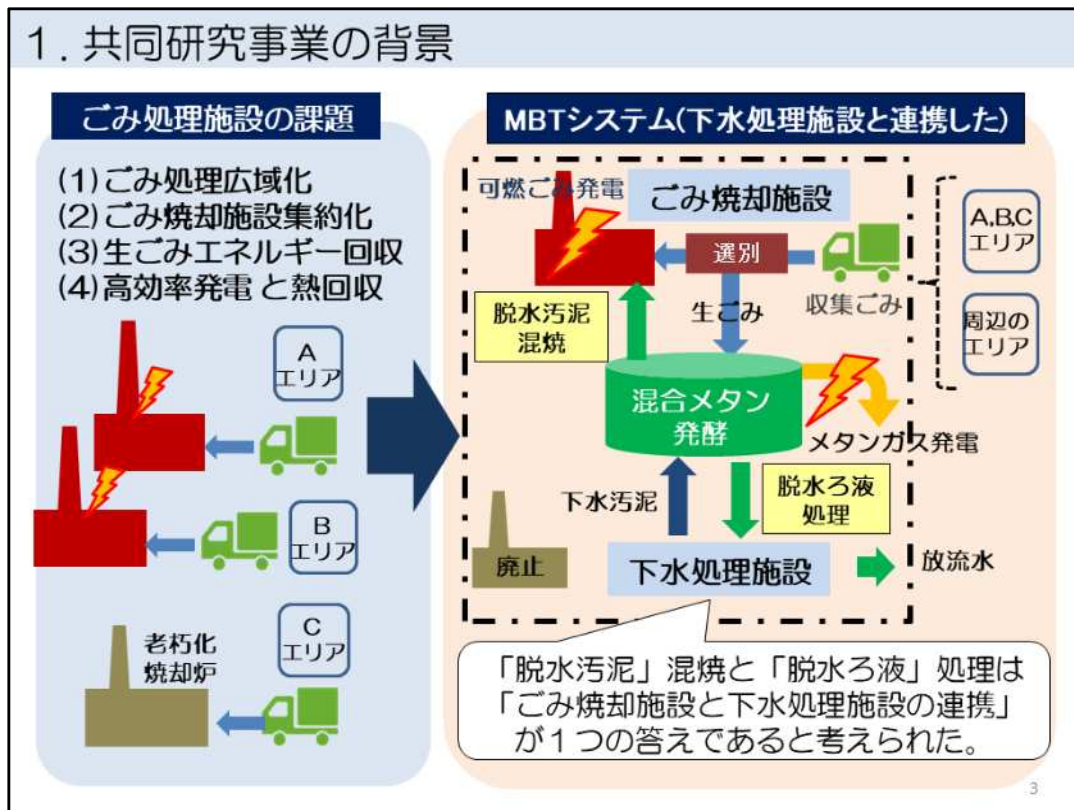 1．共同研究事業の背景
ごみ処理施設の課題
(1)ごみ処理広域化
(2)ごみ焼却施設集約化
(3)生ごみエネルギー回収
(4)高効率発電 と熱回収
A
エリア
B
エリア
C
エリア
老朽化
焼却炉
MBTシステム(下水処理施設と連携した)
可燃ごみ発電
ごみ焼却施設
選別
収集ごみ
脱水汚泥
混焼
生ごみ
混合メタン
発酵
メタンガス発電
下水汚泥
脱水ろ液
処理
廃止
下水処理施設
放流水
A,B,C
エリア
周辺の
エリア
「脱水汚泥」混焼と「脱水ろ液」処理は
「ごみ焼却施設と下水処理施設の連携」
が１つの答えであると考えられた。
3